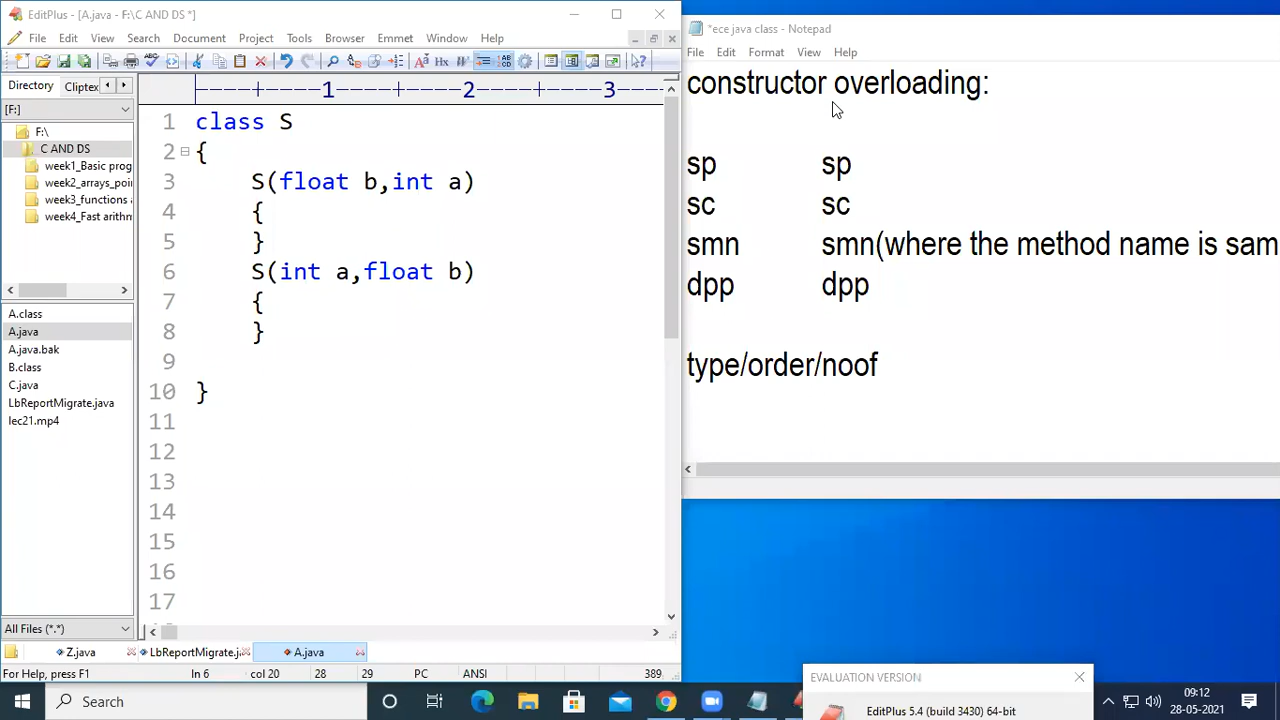 EditPlus - [A.java - F:\C AND DS *]
File Edit View Search Document Project Tools Browser Emmet Window Help
Directory Cliptex
[F:]
F:\
C AND DS
week1_Basic prog
week2_arrays_poin
week3_functions a
week4_Fast arithm
A.class
A.java
A.java.bak
B.class
C.java
LbReportMigrate.java
lec21.mp4
All Files (*.*)
----+----1----+----2----+----3---
1 class S
2 {
3 S(float b,int a)
4 {
5 }
6 S(int a,float b)
7 {
8 }
9
10 }
11
12
13
14
15
16
17
Z.java LbReportMigrate.j A.java
For Help, press F1 ln 6 col 20 28 29 PC ANSI 389
*ece java class - Notepad
File Edit Format View Help
constructor overloading:
sp sp
sc sc
smn smn(where the method name is sam
dpp dpp
type/order/noof
EVALUATION VERSION
EditPlus 5.4 (build 3430) 64-bit
Search
09:12
28-05-2021